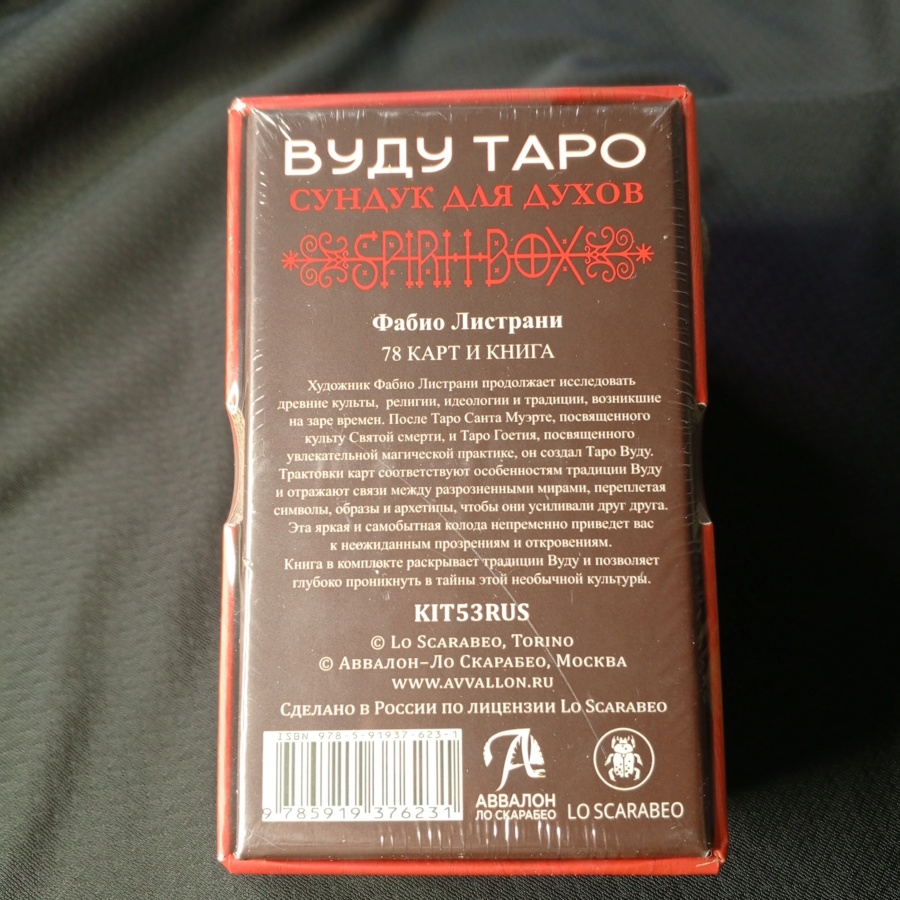 ВУДУ ТАРО
СУНДУК ДЛЯ ДУХОВ
SPIRIT BOX
Фабио Листрани
78 КАРТ И КНИГА
Художник Фабио Листрани продолжает исследовать
древние культы, религии, идеологии и традиции, возникшие
на заре времен. После Таро Санта Муэрте, посвященного
культу Святой смерти, и Таро Гоетия, посвященного
увлекательной магической практике, он создал Таро Вуду.
Трактовки карт соответствуют особенностям традиции Вуду
и отражают связи между разрозненными мирами, переплетая
символы, образы и архетипы, чтобы они усиливали друг друга.
Эта яркая и самобытная колода непременно приведет вас
к неожиданным прозрениям и откровениям.
Книга в комплекте раскрывает традиции Вуду и позволяет
глубоко проникнуть в тайны этой необычной культуры.
KIT53RUS
© Lo Scarabeo, Torino
© Аввалон–Ло Скарабео, Москва
www.avvallon.ru
Сделано в России по лицензии Lo Scarabeo
ISBN 978-5-91937-623-1
9 785919 376231
АВВАЛОН
ЛО СКАРАБЕО
LO SCARABEO